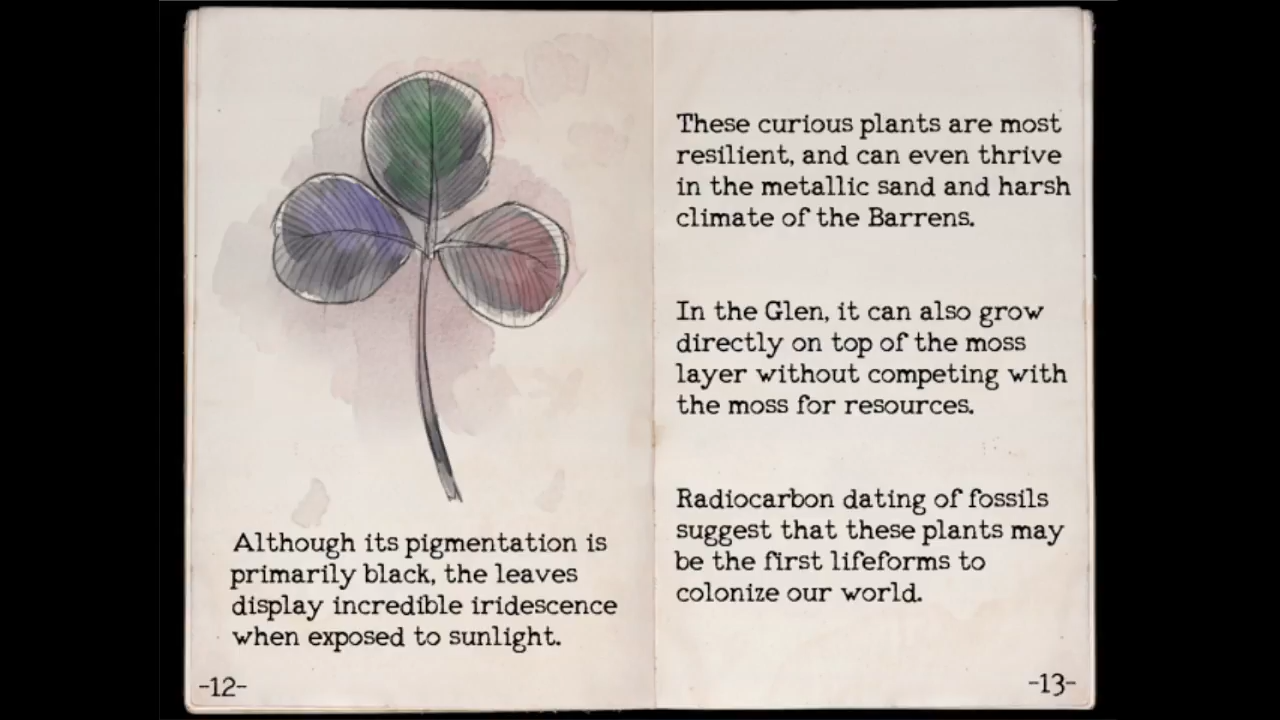 Although its pigmentation is
primarily black, the leaves
display incredible iridescence
when exposed to sunlight.
-12-
These curious plants are most
resilient, and can even thrive
in the metallic sand and harsh
climate of the Barrens.
In the Glen, it can also grow
directly on top of the moss
layer without competing with
the moss for resources.
Radiocarbon dating of fossils
suggest that these plants may
be the first lifeforms to
colonize our world.
-13-